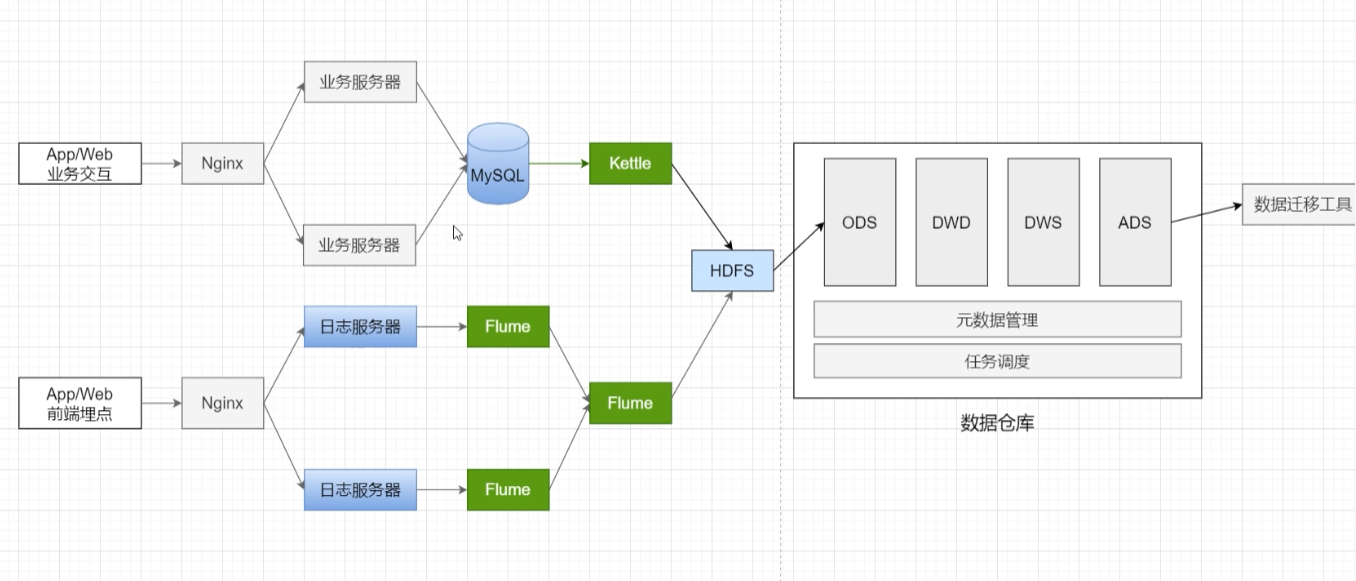 App/Web
业务交互
Nginx
业务服务器
业务服务器
MySQL
Kettle
App/Web
前端埋点
Nginx
日志服务器
日志服务器
Flume
Flume
Flume
HDFS
ODS
DWD
DWS
ADS
元数据管理
任务调度
数据仓库
数据迁移工具